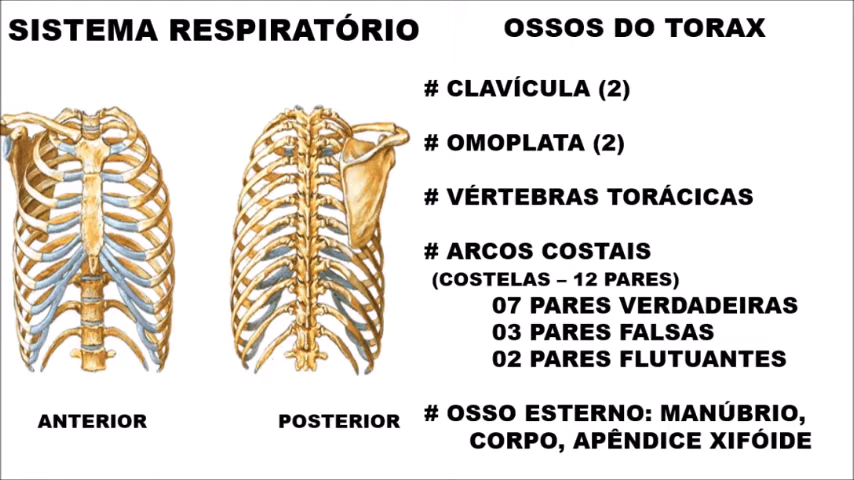 SISTEMA RESPIRATÓRIO
OSSOS DO TORAX
# CLAVÍCULA (2)
# OMOPLATA (2)
# VÉRTEBRAS TORÁCICAS
# ARCOS COSTAIS
(COSTELAS – 12 PARES)
07 PARES VERDADEIRAS
03 PARES FALSAS
02 PARES FLUTUANTES
# OSSO ESTERNO: MANÚBRIO,
CORPO, APÊNDICE XIFÓIDE
ANTERIOR
POSTERIOR